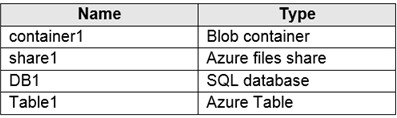 Name Type
container1 Blob container
share1 Azure files share
DB1 SQL database
Table1 Azure Table